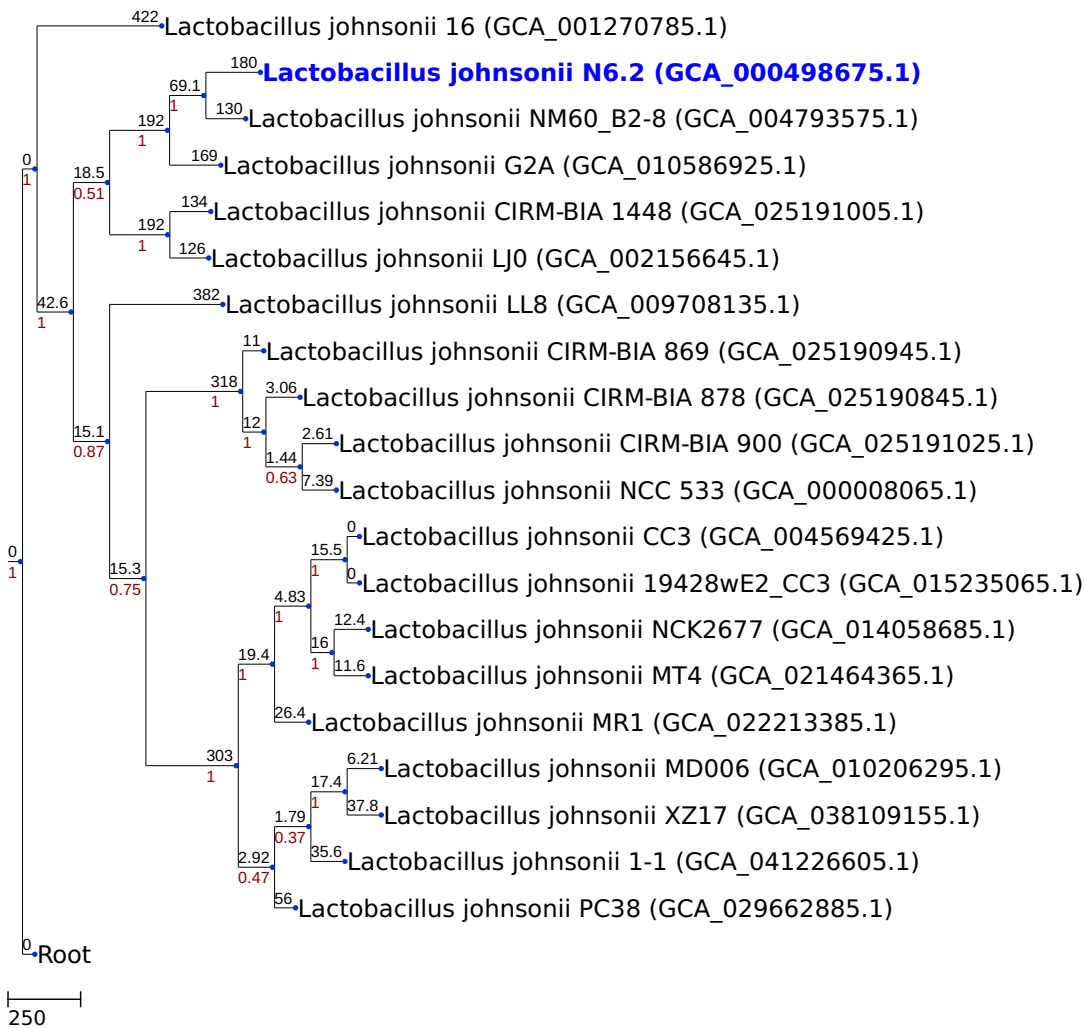 422 Lactobacillus johnsonii 16 (GCA_001270785.1)
180 Lactobacillus johnsonii N6.2 (GCA_000498675.1)
69.1
1
130 Lactobacillus johnsonii NM60_B2-8 (GCA_004793575.1)
192
1
0
1
169 Lactobacillus johnsonii G2A (GCA_010586925.1)
18.5
0.51
134 Lactobacillus johnsonii CIRM-BIA 1448 (GCA_025191005.1)
192
1
126 Lactobacillus johnsonii LJ0 (GCA_002156645.1)
42.6
1
382 Lactobacillus johnsonii LL8 (GCA_009708135.1)
11 Lactobacillus johnsonii CIRM-BIA 869 (GCA_025190945.1)
318
1
3.06 Lactobacillus johnsonii CIRM-BIA 878 (GCA_025190845.1)
12
1
15.1
0.87
2.61 Lactobacillus johnsonii CIRM-BIA 900 (GCA_025191025.1)
1.44
0.63
7.39 Lactobacillus johnsonii NCC 533 (GCA_000008065.1)
0 Lactobacillus johnsonii CC3 (GCA_004569425.1)
0
1
15.5
1
15.3
0.75
0 Lactobacillus johnsonii 19428wE2_CC3 (GCA_015235065.1)
4.83
1
12.4 Lactobacillus johnsonii NCK2677 (GCA_014058685.1)
16
1
19.4
1
11.6 Lactobacillus johnsonii MT4 (GCA_021464365.1)
26.4 Lactobacillus johnsonii MR1 (GCA_022213385.1)
303
1
6.21 Lactobacillus johnsonii MD006 (GCA_010206295.1)
17.4
1
37.8 Lactobacillus johnsonii XZ17 (GCA_038109155.1)
1.79
0.37
35.6 Lactobacillus johnsonii 1-1 (GCA_041226605.1)
2.92
0.47
56 Lactobacillus johnsonii PC38 (GCA_029662885.1)
0 Root
250